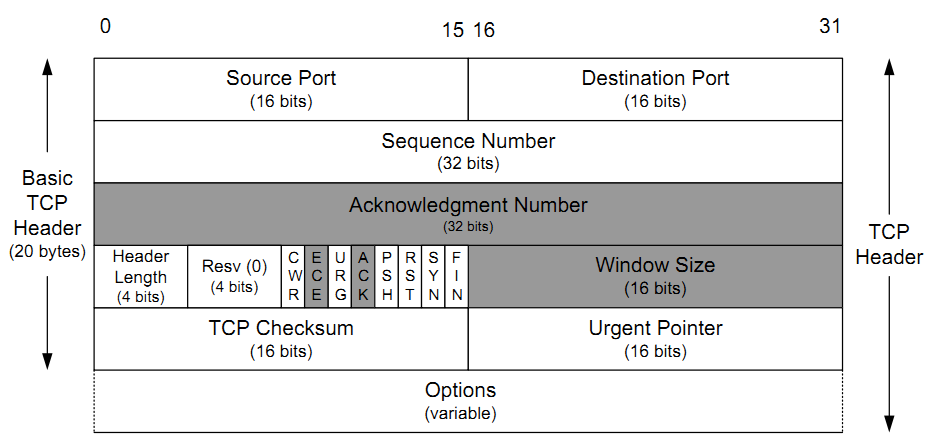 0 15 16 31
Source Port
(16 bits)
Destination Port
(16 bits)
Sequence Number
(32 bits)
Basic
TCP
Header
(20 bytes)
Acknowledgment Number
(32 bits)
TCP
Header
Header
Length
(4 bits)
Resv (0)
(4 bits)
CWR
ECE
URG
ACK
PSH
RST
SYN
FIN
Window Size
(16 bits)
TCP Checksum
(16 bits)
Urgent Pointer
(16 bits)
Options
(variable)